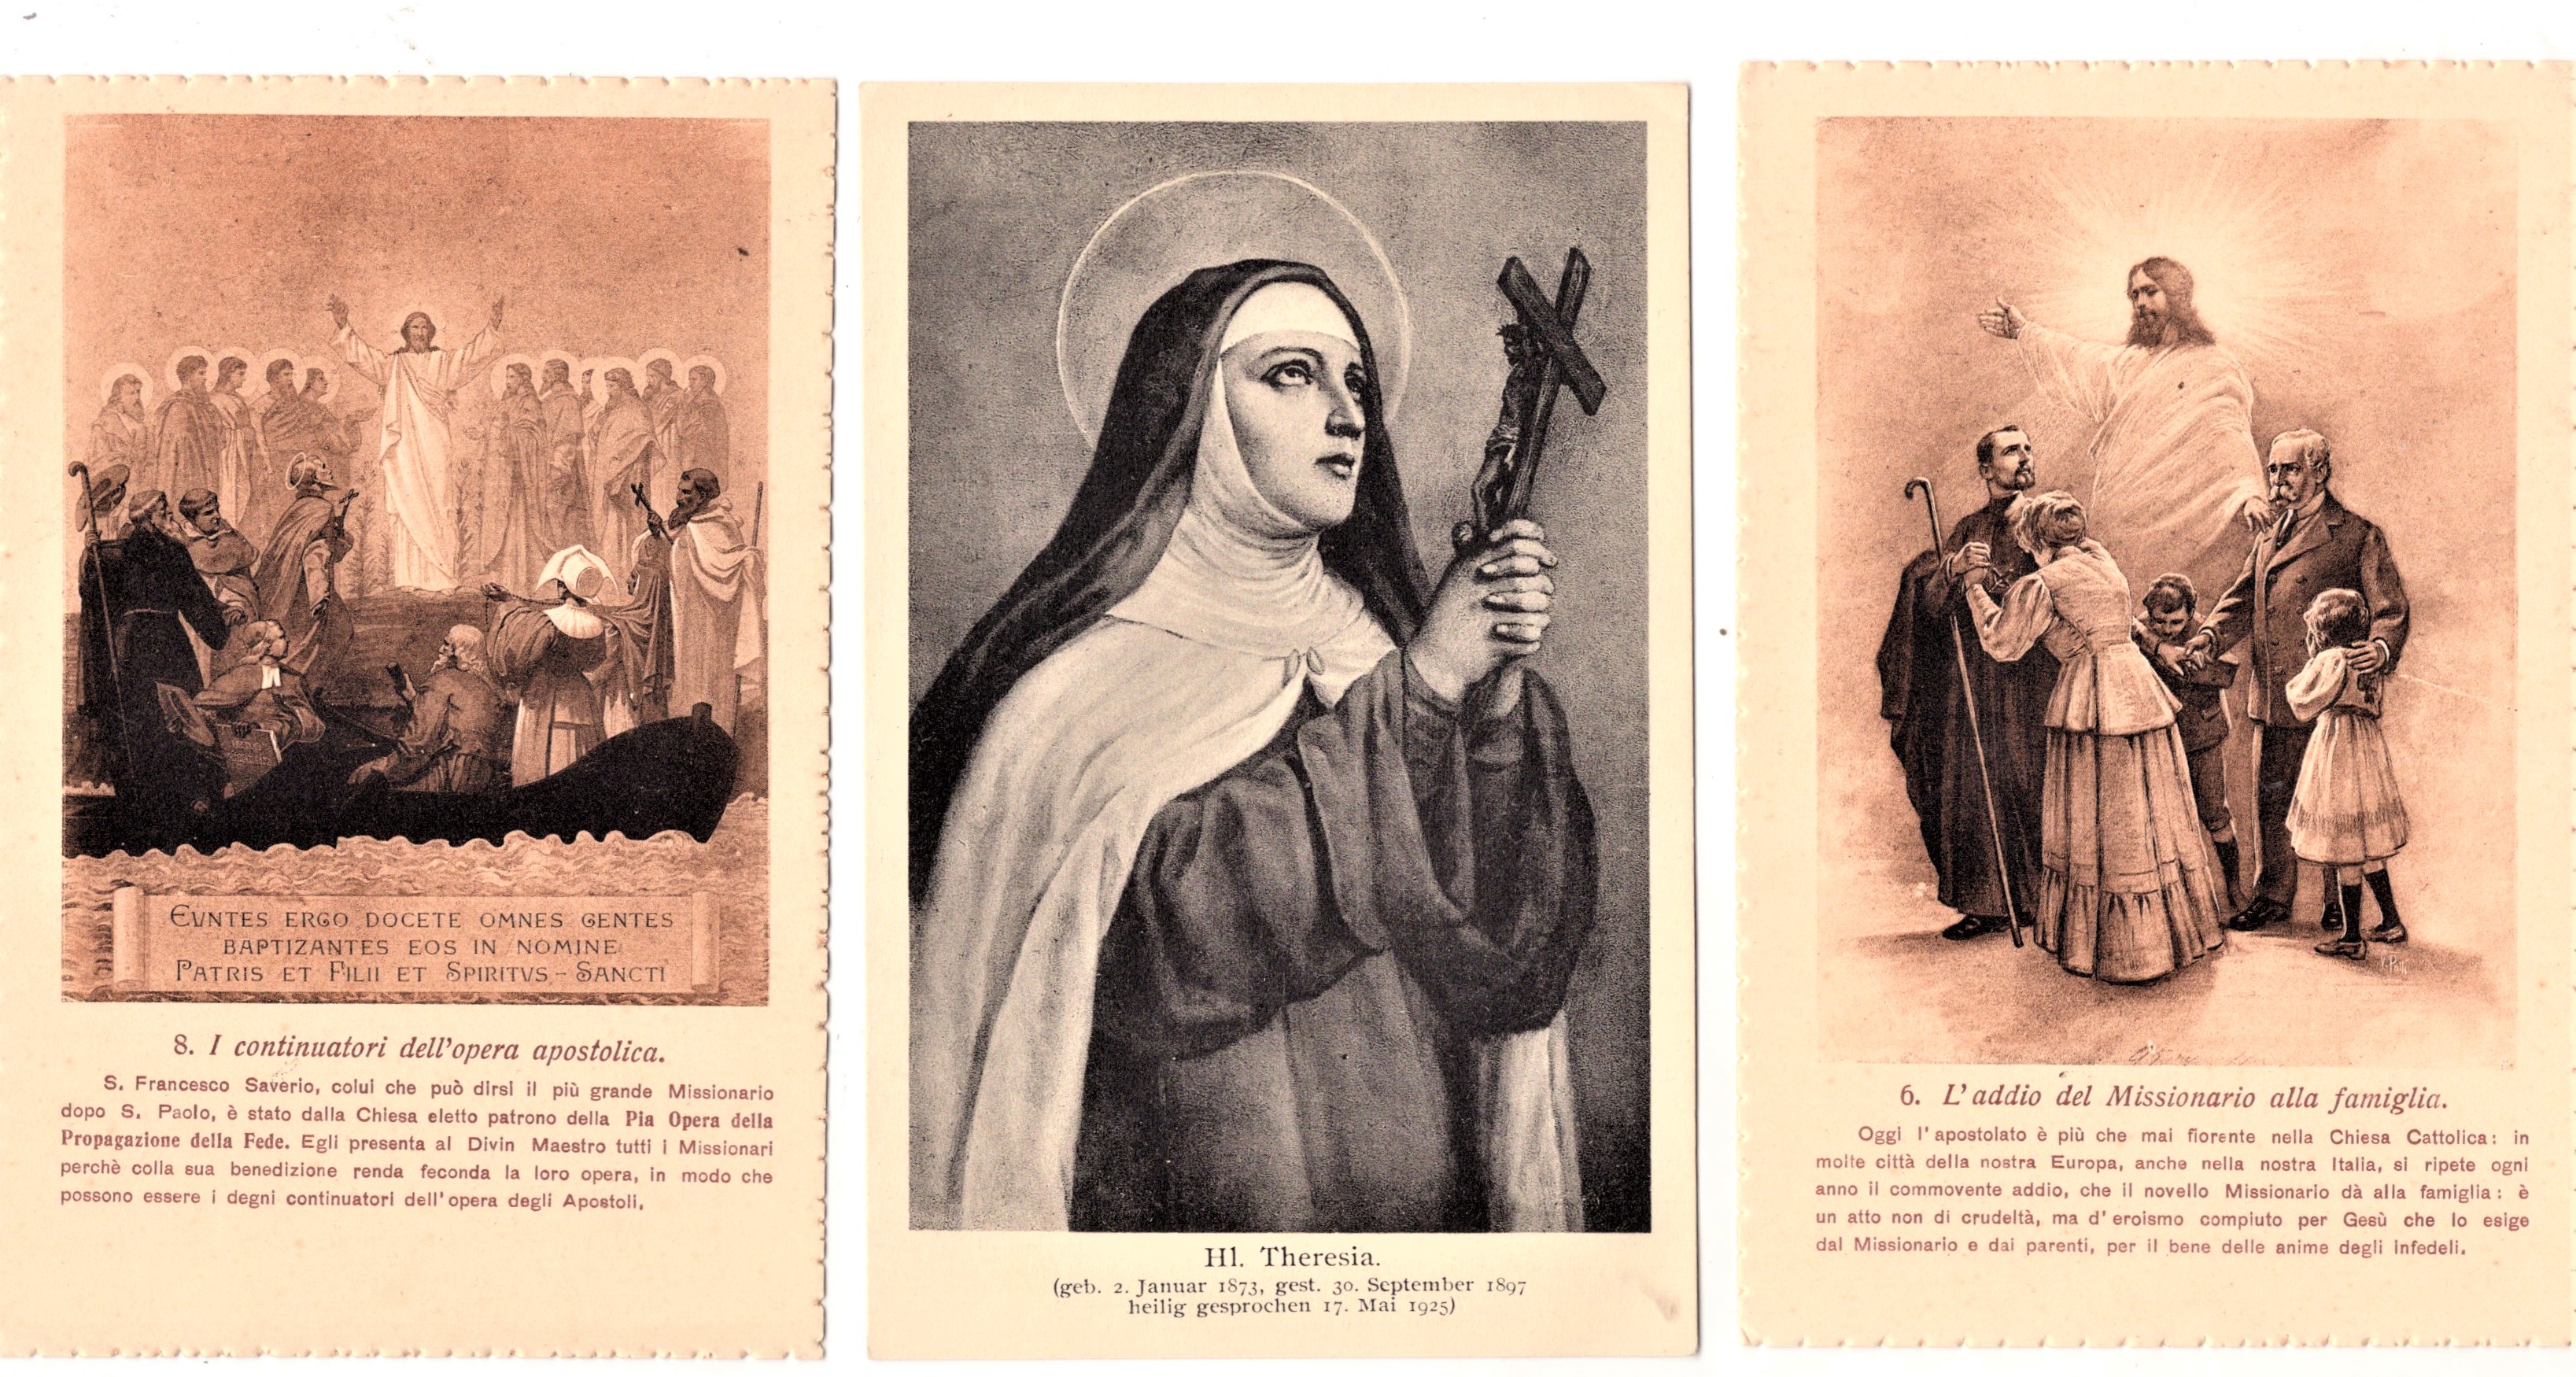 EVNTES ERGO DOCETE OMNES GENTES
BAPTIZANTES EOS IN NOMINE
PATRIS ET FILII ET SPIRITVS - SANCTI
8. I continuatori dell'opera apostolica.
S. Francesco Saverio, colui che può dirsi il più grande Missionario
dopo S. Paolo, è stato dalla Chiesa eletto patrono della Pia Opera della
Propagazione della Fede. Egli presenta al Divin Maestro tutti i Missionari
perchè colla sua benedizione renda feconda la loro opera, in modo che
possono essere i degni continuatori dell'opera degli Apostoli,
Hl. Theresia.
(geb. 2. Januar 1873, gest. 30. September 1897
heilig gesprochen 17. Mai 1925)
6. L'addio del Missionario alla famiglia.
Oggi l'apostolato è più che mai fiorente nella Chiesa Cattolica: in
molte città della nostra Europa, anche nella nostra Italia, si ripete ogni
anno il commovente addio, che il novello Missionario dà alla famiglia: è
un atto non di crudeltà, ma d'eroismo compiuto per Gesù che lo esige
dal Missionario e dai parenti, per il bene delle anime degli infedeli.